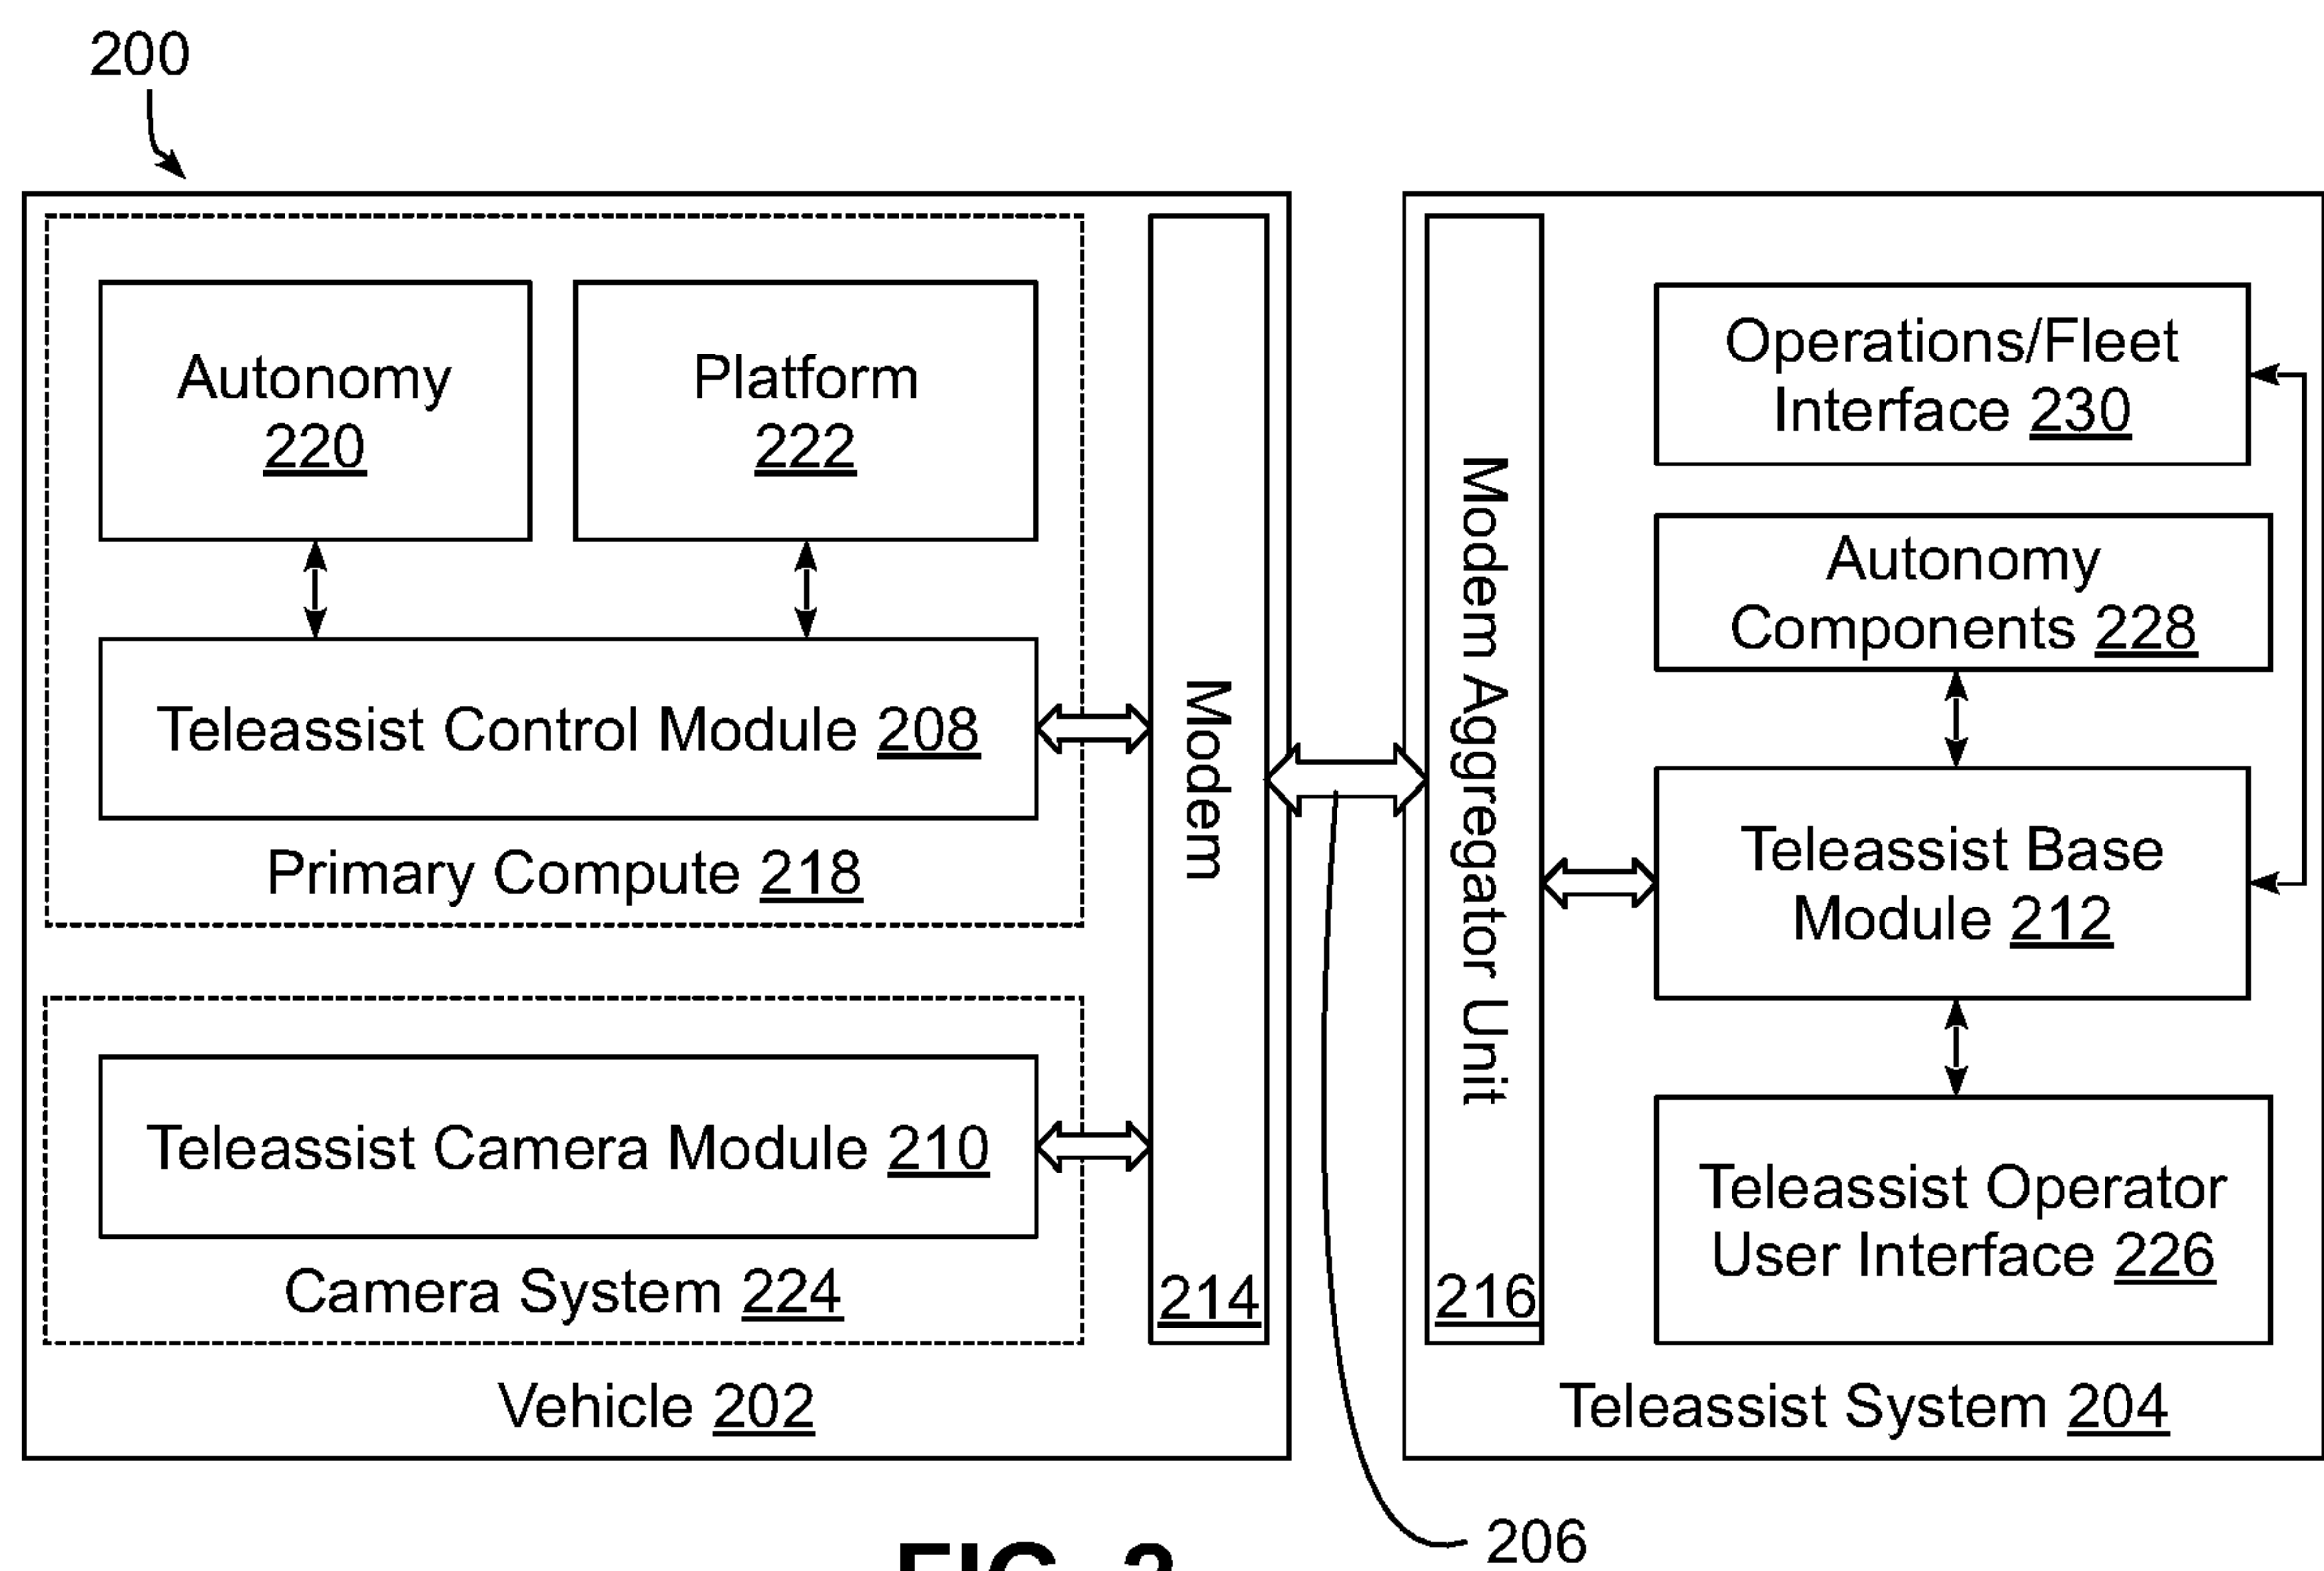 200
Autonomy
220
Platform
222
Teleassist Control Module 208
Primary Compute 218
Teleassist Camera Module 210
Camera System 224
Vehicle 202
Modem
214
206
Modem Aggregator Unit
216
Operations/Fleet
Interface 230
Autonomy
Components 228
Teleassist Base
Module 212
Teleassist Operator
User Interface 226
Teleassist System 204
FIG.